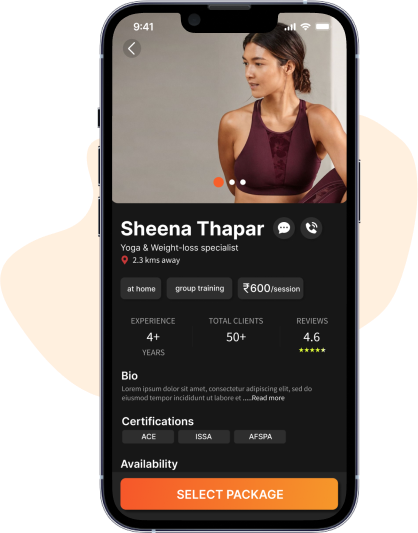 9:41
Sheena Thapar
Yoga & Weight-loss specialist
2.3 kms away
at home
group training
₹600/session
EXPERIENCE
TOTAL CLIENTS
REVIEWS
4+
50+
4.6
YEARS
Bio
Lorem ipsum dolor sit amet, consectetur adipiscing elit, sed do
eiusmod tempor incididunt ut labore et .....Read more
Certifications
ACE
ISSA
AFSPA
Availability
SELECT PACKAGE